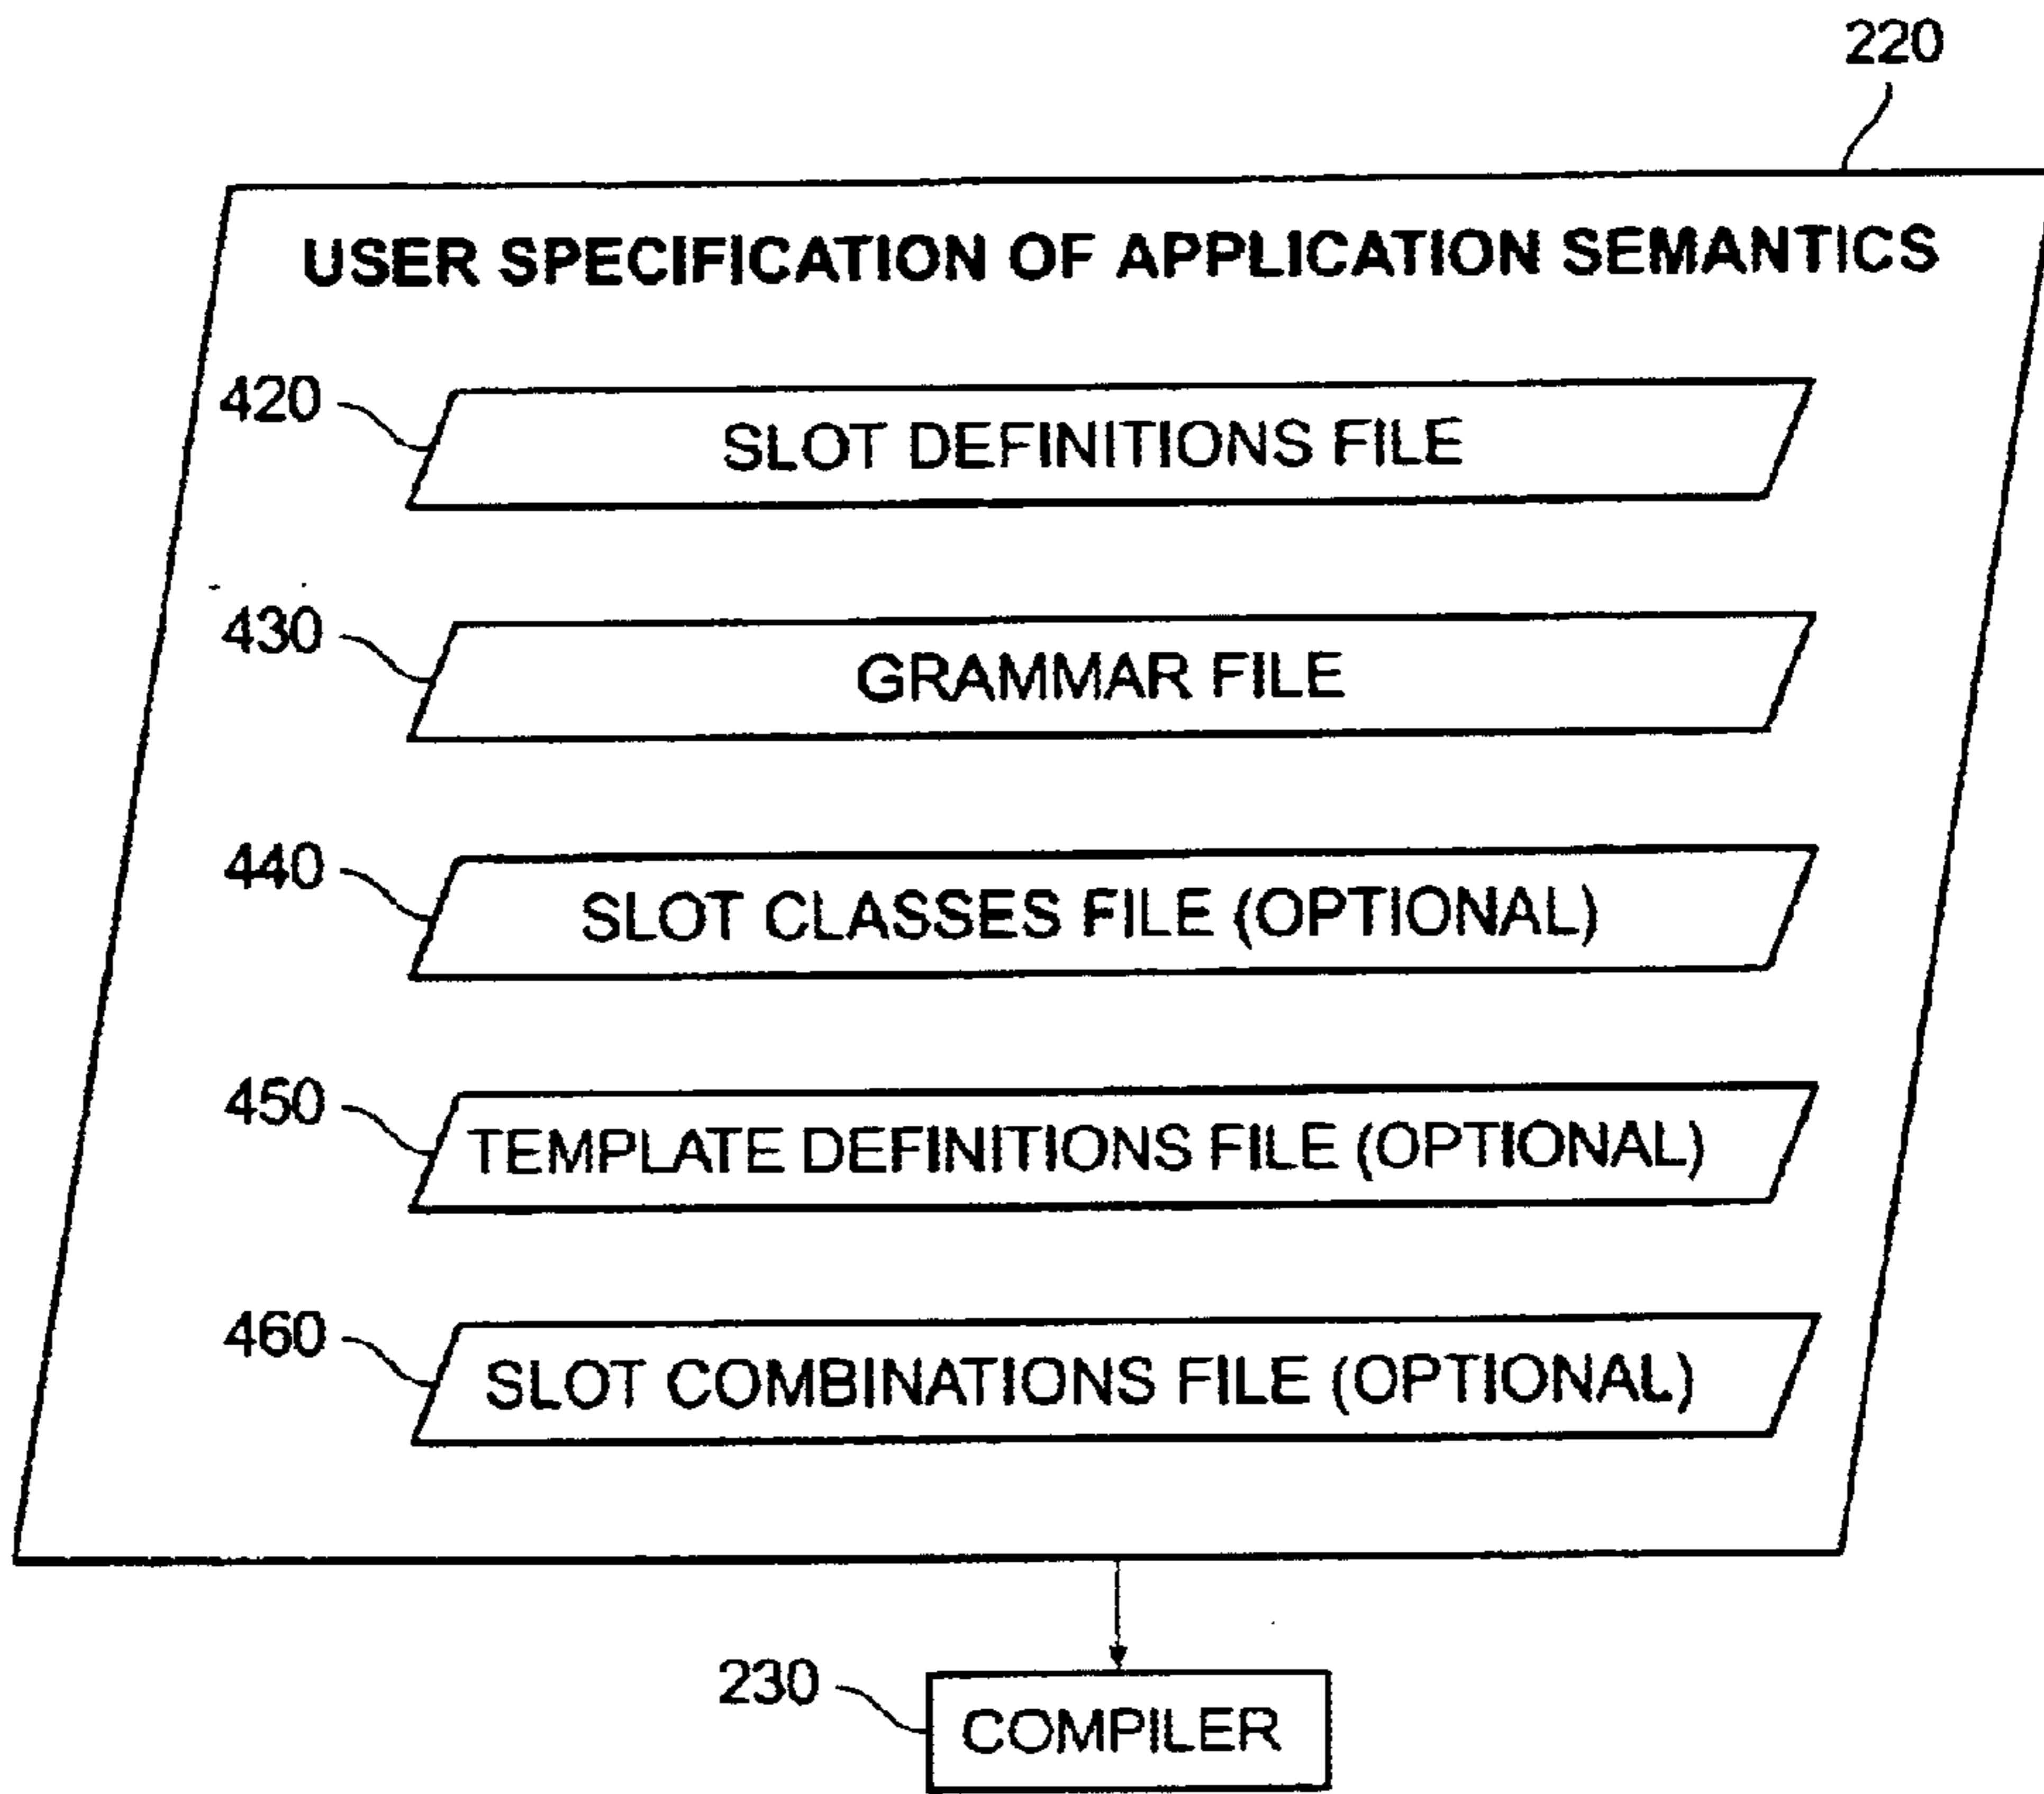 220
USER SPECIFICATION OF APPLICATION SEMANTICS
420
SLOT DEFINITIONS FILE
430
GRAMMAR FILE
440
SLOT CLASSES FILE (OPTIONAL)
450
TEMPLATE DEFINITIONS FILE (OPTIONAL)
460
SLOT COMBINATIONS FILE (OPTIONAL)
230
COMPILER